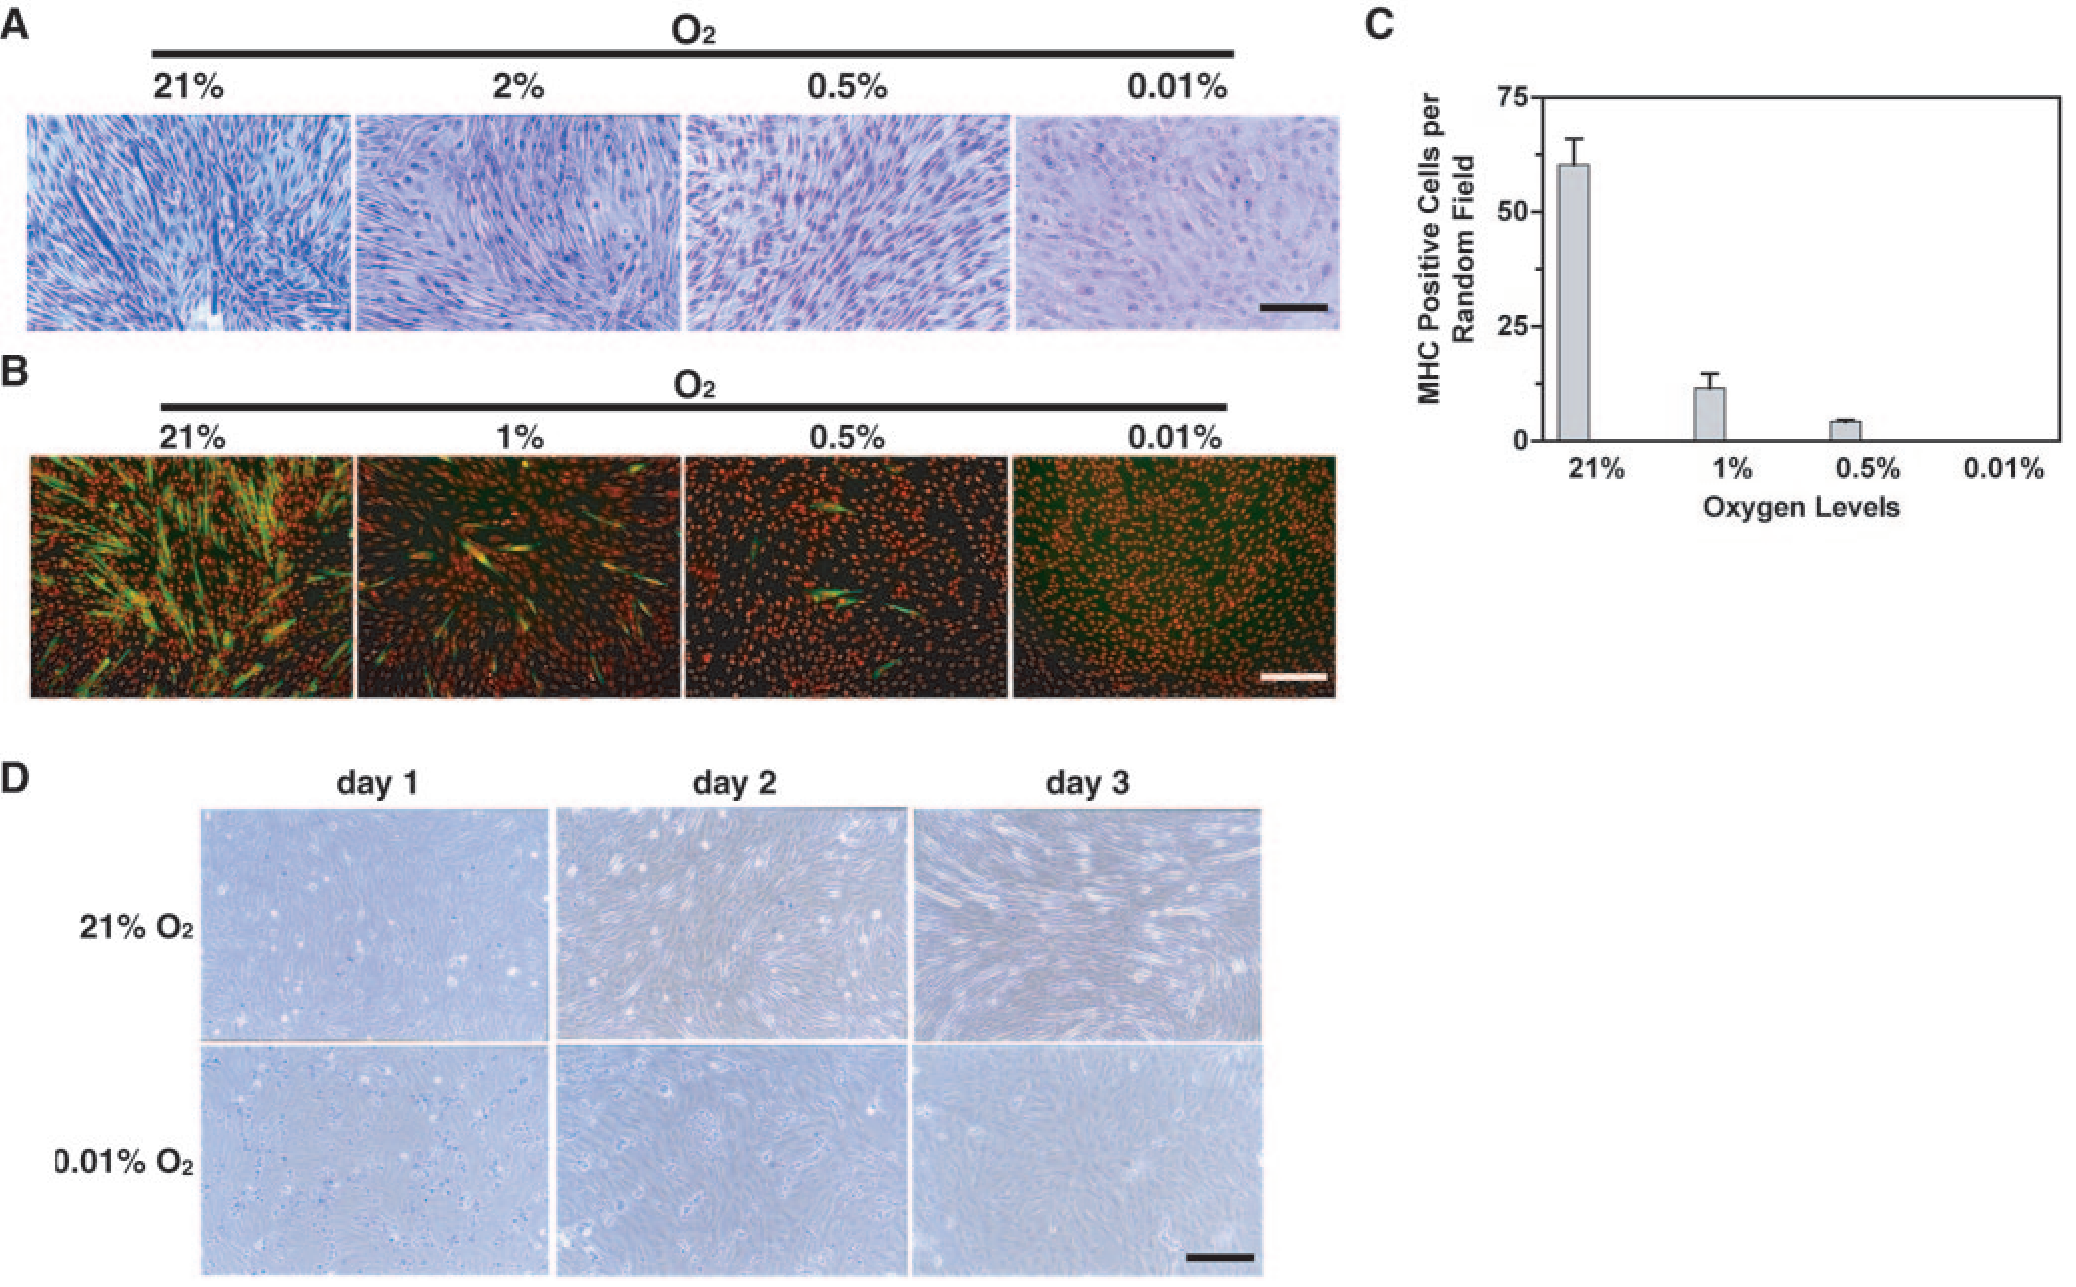 A
O2
21% 2% 0.5% 0.01%
B
O2
21% 1% 0.5% 0.01%
C
MHC Positive Cells per
Random Field
75
50
25
0
21% 1% 0.5% 0.01%
Oxygen Levels
D
day 1 day 2 day 3
21% O2
0.01% O2